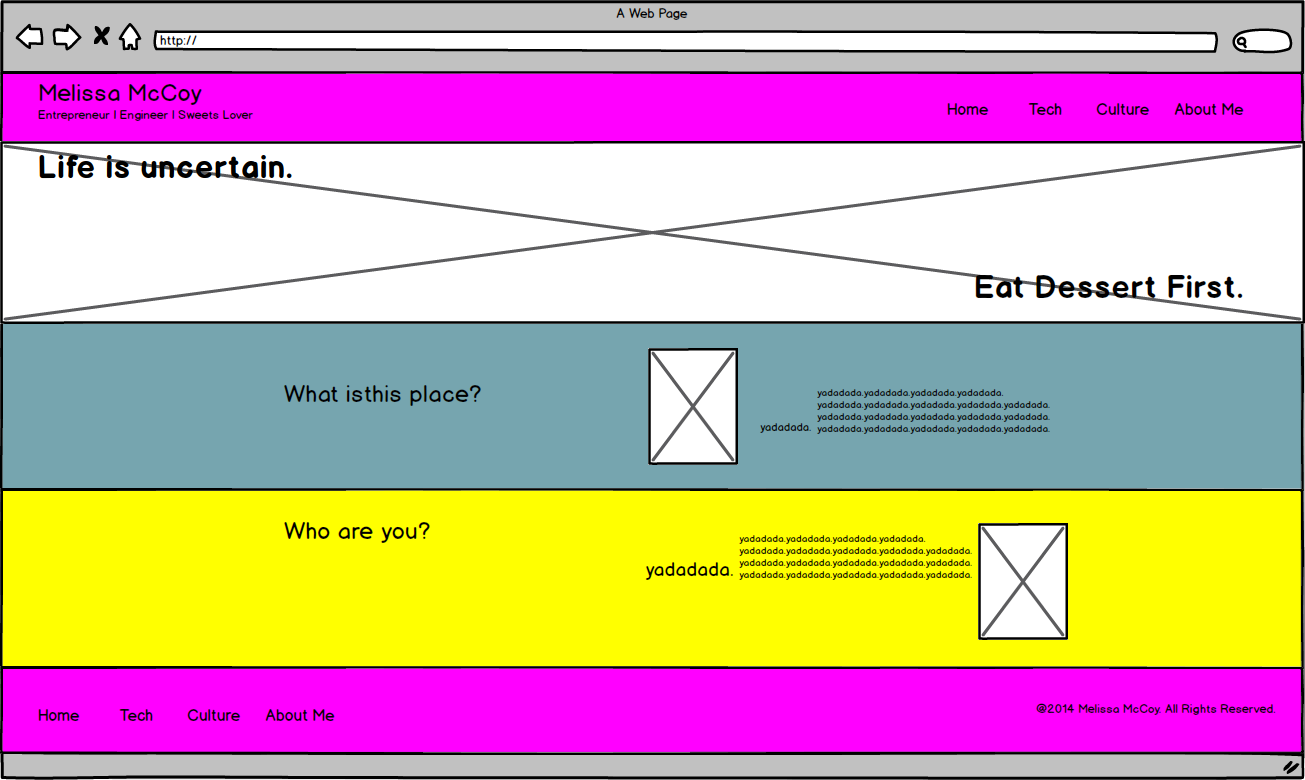 A Web Page
http://
Melissa McCoy
Entrepreneur | Engineer | Sweets Lover
Home Tech Culture About Me
Life is uncertain.
Eat Dessert First.
What isthis place?
yadadada.
yadadada.yadadada.yadadada.yadadada.
yadadada.yadadada.yadadada.yadadada.yadadada.
yadadada.yadadada.yadadada.yadadada.yadadada.
yadadada.yadadada.yadadada.yadadada.yadadada.
Who are you?
yadadada.
yadadada.yadadada.yadadada.yadadada.
yadadada.yadadada.yadadada.yadadada.yadadada.
yadadada.yadadada.yadadada.yadadada.yadadada.
yadadada.yadadada.yadadada.yadadada.yadadada.
Home Tech Culture About Me
©2014 Melissa McCoy. All Rights Reserved.